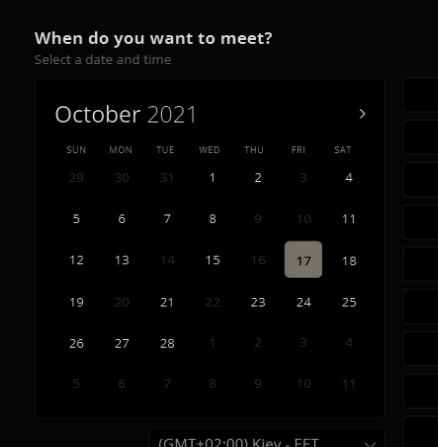 When do you want to meet?
Select a date and time
October 2021
SUN MON TUE WED THU FRI SAT
29 30 31 1 2 3 4
5 6 7 8 9 10 11
12 13 14 15 16 17 18
19 20 21 22 23 24 25
26 27 28 1 2 3 4
5 6 7 8 9 10 11
(GMT+02:00) Kiev - EET